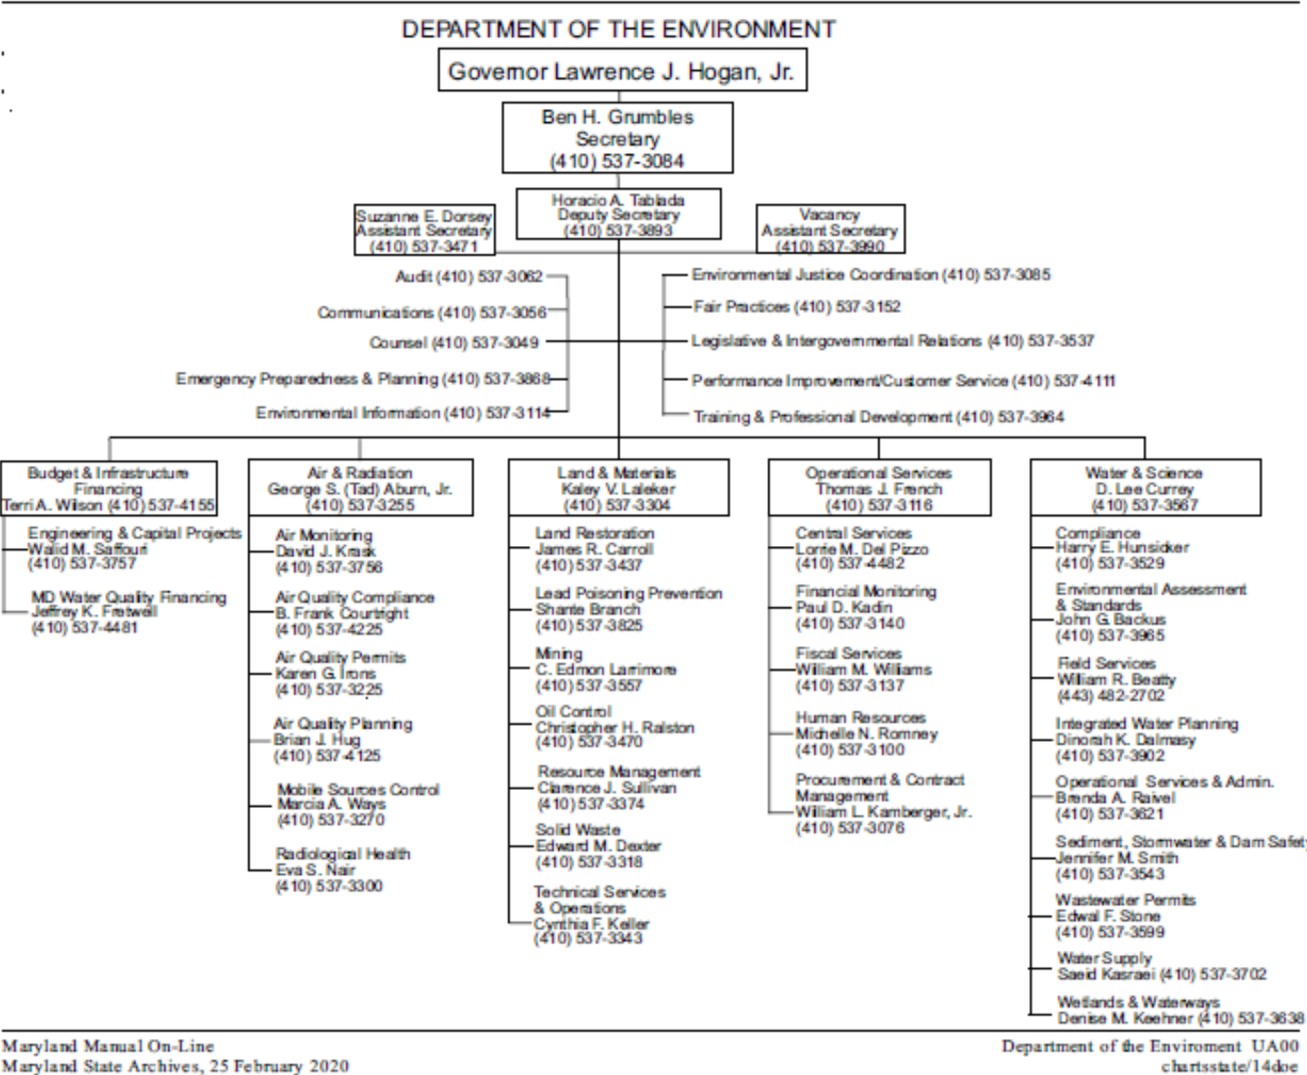 DEPARTMENT OF THE ENVIRONMENT
Governor Lawrence J. Hogan, Jr.
Ben H. Grumbles
Secretary
(410) 537-3084
Horacio A. Tablada
Deputy Secretary
(410) 537-3893
Suzanne E. Dorsey
Assistant Secretary
(410) 537-3471
Vacancy
Assistant Secretary
(410) 537-3990
Audit (410) 537-3062
Communications (410) 537-3056
Counsel (410) 537-3049
Emergency Preparedness & Planning (410) 537-3868
Environmental Information (410) 537-3114
Environmental Justice Coordination (410) 537-3085
Fair Practices (410) 537-3152
Legislative & Intergovernmental Relations (410) 537-3537
Performance Improvement/Customer Service (410) 537-4111
Training & Professional Development (410) 537-3964
Budget & Infrastructure
Financing
Terri A. Wilson (410) 537-4155
Engineering & Capital Projects
Walid M. Saffouri
(410) 537-3757
MD Water Quality Financing
Jeffrey K. Fretwell
(410) 537-4481
Air & Radiation
George S. (Tad) Aburn, Jr.
(410) 537-3255
Air Monitoring
David J. Krask
(410) 537-3756
Air Quality Compliance
B. Frank Courtright
(410) 537-4225
Air Quality Permits
Karen G. Irons
(410) 537-3225
Air Quality Planning
Brian J. Hug
(410) 537-4125
Mobile Sources Control
Marcia A. Ways
(410) 537-3270
Radiological Health
Eva S. Nair
(410) 537-3300
Land & Materials
Kaley V. Laleker
(410) 537-3304
Land Restoration
James R. Carroll
(410) 537-3437
Lead Poisoning Prevention
Shante Branch
(410) 537-3825
Mining
C. Edmon Larrimore
(410) 537-3557
Oil Control
Christopher H. Ralston
(410) 537-3470
Resource Management
Clarence J. Sullivan
(410) 537-3374
Solid Waste
Edward M. Dexter
(410) 537-3318
Technical Services
& Operations
Cynthia F. Keller
(410) 537-3343
Operational Services
Thomas J. French
(410) 537-3116
Central Services
Lorrie M. Del Pizzo
(410) 537-4482
Financial Monitoring
Paul D. Kadin
(410) 537-3140
Fiscal Services
William M. Williams
(410) 537-3137
Human Resources
Michelle N. Romney
(410) 537-3100
Procurement & Contract
Management
William L. Kamberger, Jr.
(410) 537-3076
Water & Science
D. Lee Currey
(410) 537-3567
Compliance
Harry E. Hunsicker
(410) 537-3529
Environmental Assessment
& Standards
John G. Backus
(410) 537-3965
Field Services
William R. Beatty
(443) 482-2702
Integrated Water Planning
Dinorah K. Dalmasy
(410) 537-3902
Operational Services & Admin.
Brenda A. Raivel
(410) 537-3621
Sediment, Stormwater & Dam Safety
Jennifer M. Smith
(410) 537-3543
Wastewater Permits
Edwal F. Stone
(410) 537-3599
Water Supply
Saeid Kasraei (410) 537-3702
Wetlands & Waterways
Denise M. Keehner (410) 537-3638
Maryland Manual On-Line
Maryland State Archives, 25 February 2020
Department of the Enviroment UA00
chartsstate/14doe